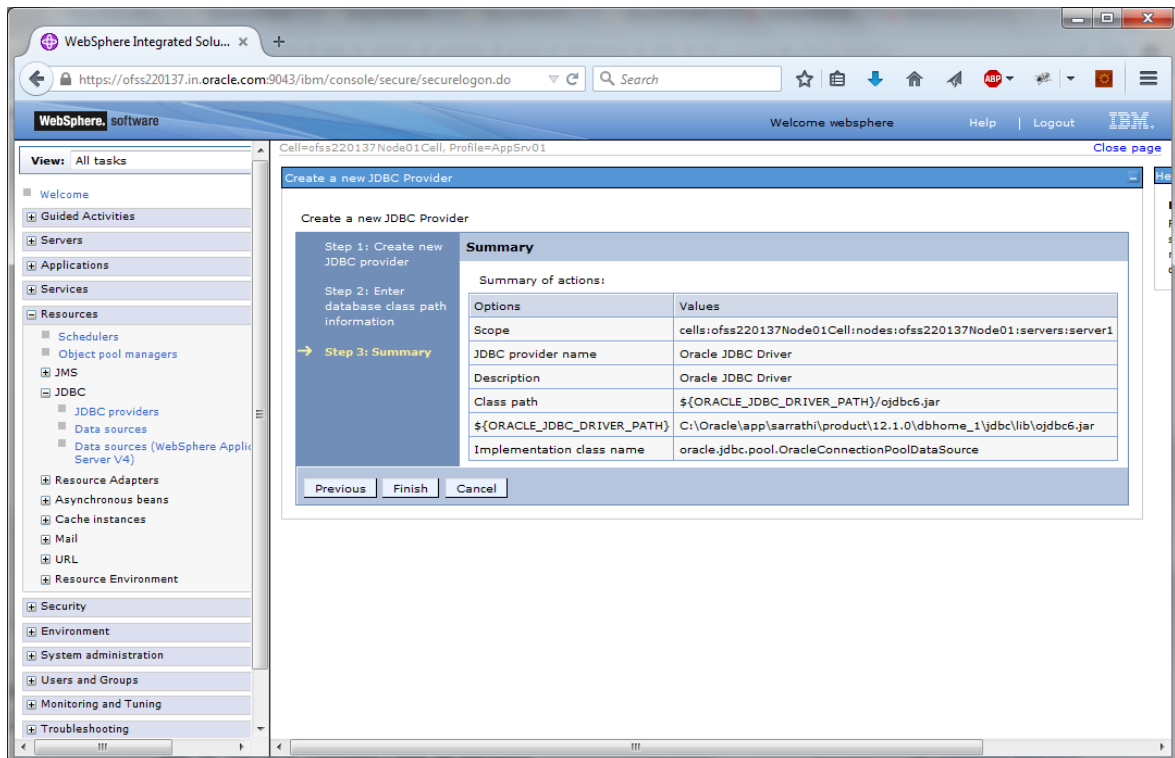 WebSphere Integrated Solu... ×
+
https://ofss220137.in.oracle.com:9043/ibm/console/secure/securelogon.do
Search
ABP
WebSphere. software
Welcome websphere
Help | Logout
IBM.
View: All tasks
Cell=ofss220137Node01Cell, Profile=AppSrv01
Close page
Welcome
Guided Activities
Servers
Applications
Services
Resources
Schedulers
Object pool managers
JMS
JDBC
JDBC providers
Data sources
Data sources (WebSphere Applic
Server V4)
Resource Adapters
Asynchronous beans
Cache instances
Mail
URL
Resource Environment
Security
Environment
System administration
Users and Groups
Monitoring and Tuning
Troubleshooting
Create a new JDBC Provider
He
Create a new JDBC Provider
Step 1: Create new
JDBC provider
Step 2: Enter
database class path
information
Step 3: Summary
Summary
Summary of actions:
Options Values
Scope cells:ofss220137Node01Cell:nodes:ofss220137Node01:servers:server1
JDBC provider name Oracle JDBC Driver
Description Oracle JDBC Driver
Class path ${ORACLE_JDBC_DRIVER_PATH}/ojdbc6.jar
${ORACLE_JDBC_DRIVER_PATH} C:\Oracle\app\sarrathi\product\12.1.0\dbhome_1\jdbc\lib\ojdbc6.jar
Implementation class name oracle.jdbc.pool.OracleConnectionPoolDataSource
Previous Finish Cancel